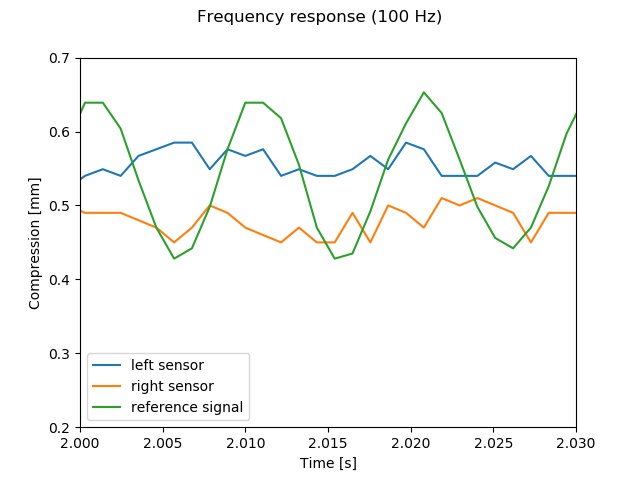 Frequency response (100 Hz)
0.7
0.6
0.5
0.4
0.3
0.2
Compression [mm]
left sensor
right sensor
reference signal
2.000 2.005 2.010 2.015 2.020 2.025 2.030
Time [s]